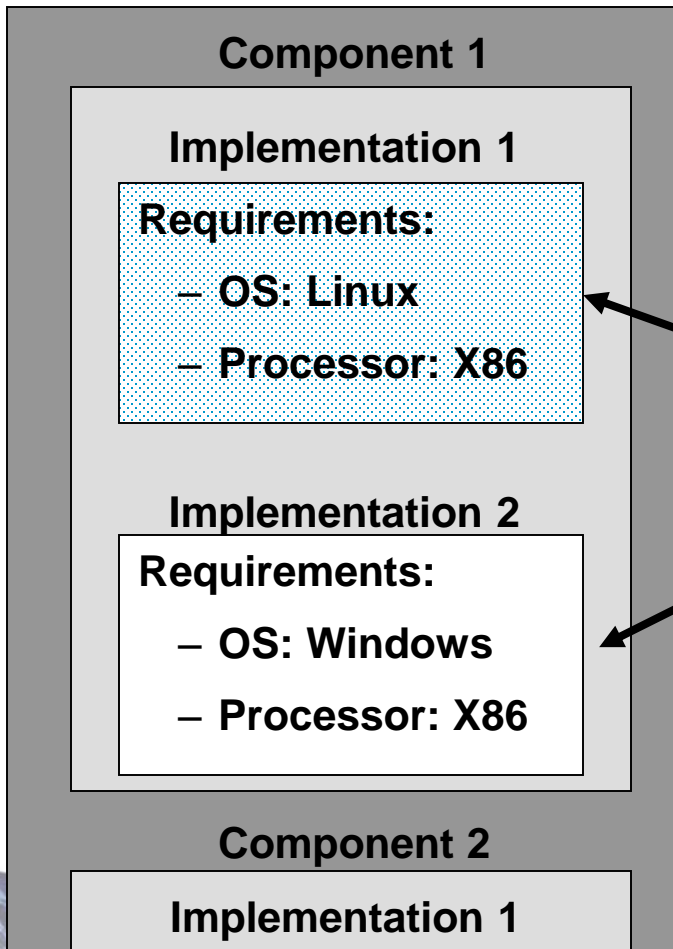 Component 1
Implementation 1
Requirements:
– OS: Linux
– Processor: X86
Implementation 2
Requirements:
– OS: Windows
– Processor: X86
Component 2
Implementation 1